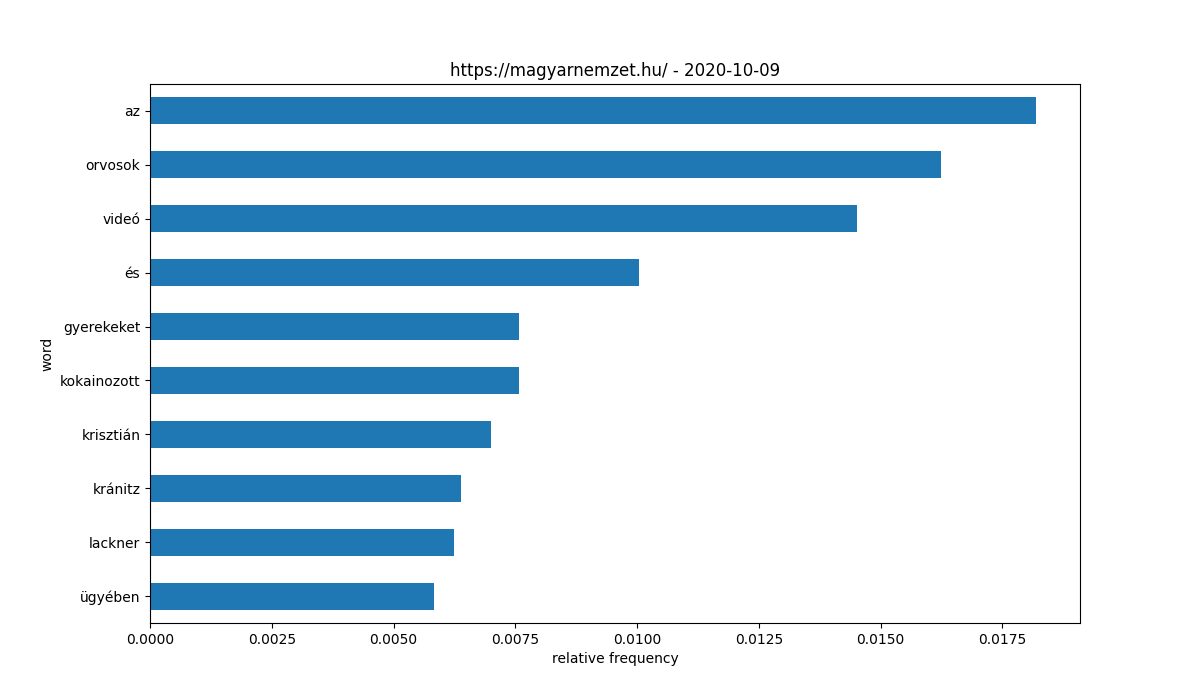 https://magyarnemzet.hu/ - 2020-10-09
az
orvosok
videó
és
gyerekeket
kokainozott
krisztián
kránitz
lackner
ügyében
word
0.0000 0.0025 0.0050 0.0075 0.0100 0.0125 0.0150 0.0175
relative frequency